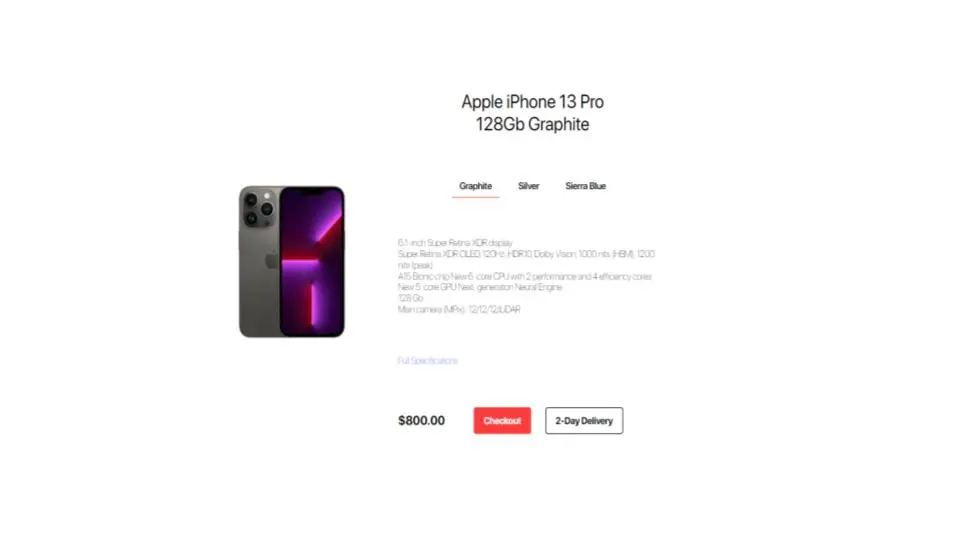 Apple iPhone 13 Pro
128Gb Graphite
Graphite
Silver
Sierra Blue
6.1-inch Super Retina XDR display
Super Retina XDR OLED, 120Hz, HDR10, Dolby Vision, 1000 nits (HBM), 1200
nits (peak)
A15 Bionic chip New 6-core CPU with 2 performance and 4 efficiency cores
New 5-core GPU Next-generation Neural Engine
128 Gb
Main camera (MPix): 12/12/12/LiDAR
Full Specifications
$800.00
Checkout
2-Day Delivery